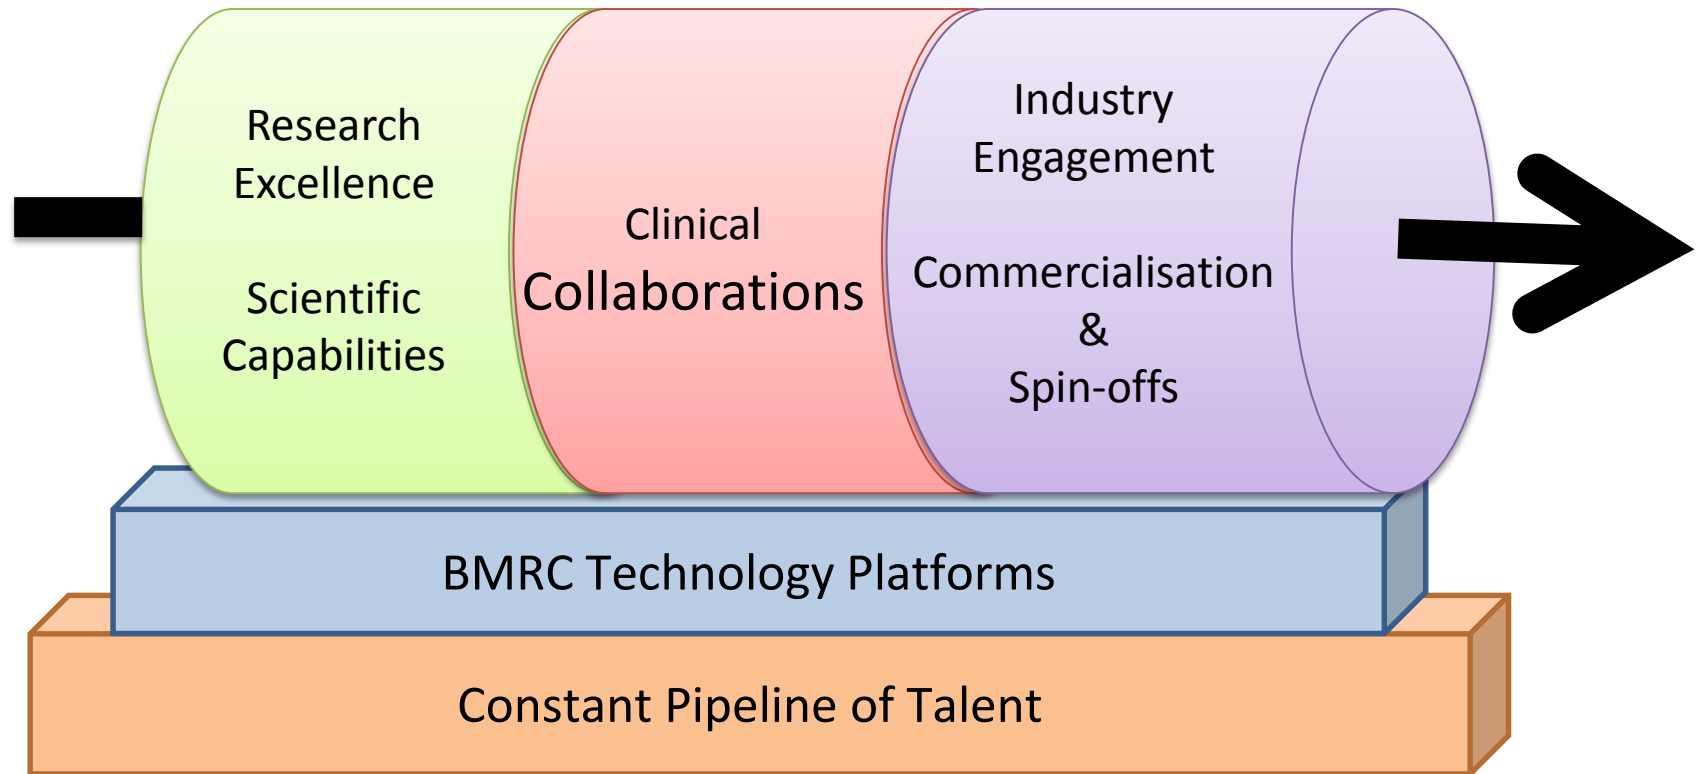 Research
Excellence
Scientific
Capabilities
Clinical
Collaborations
Industry
Engagement
Commercialisation
&
Spin-offs
BMRC Technology Platforms
Constant Pipeline of Talent